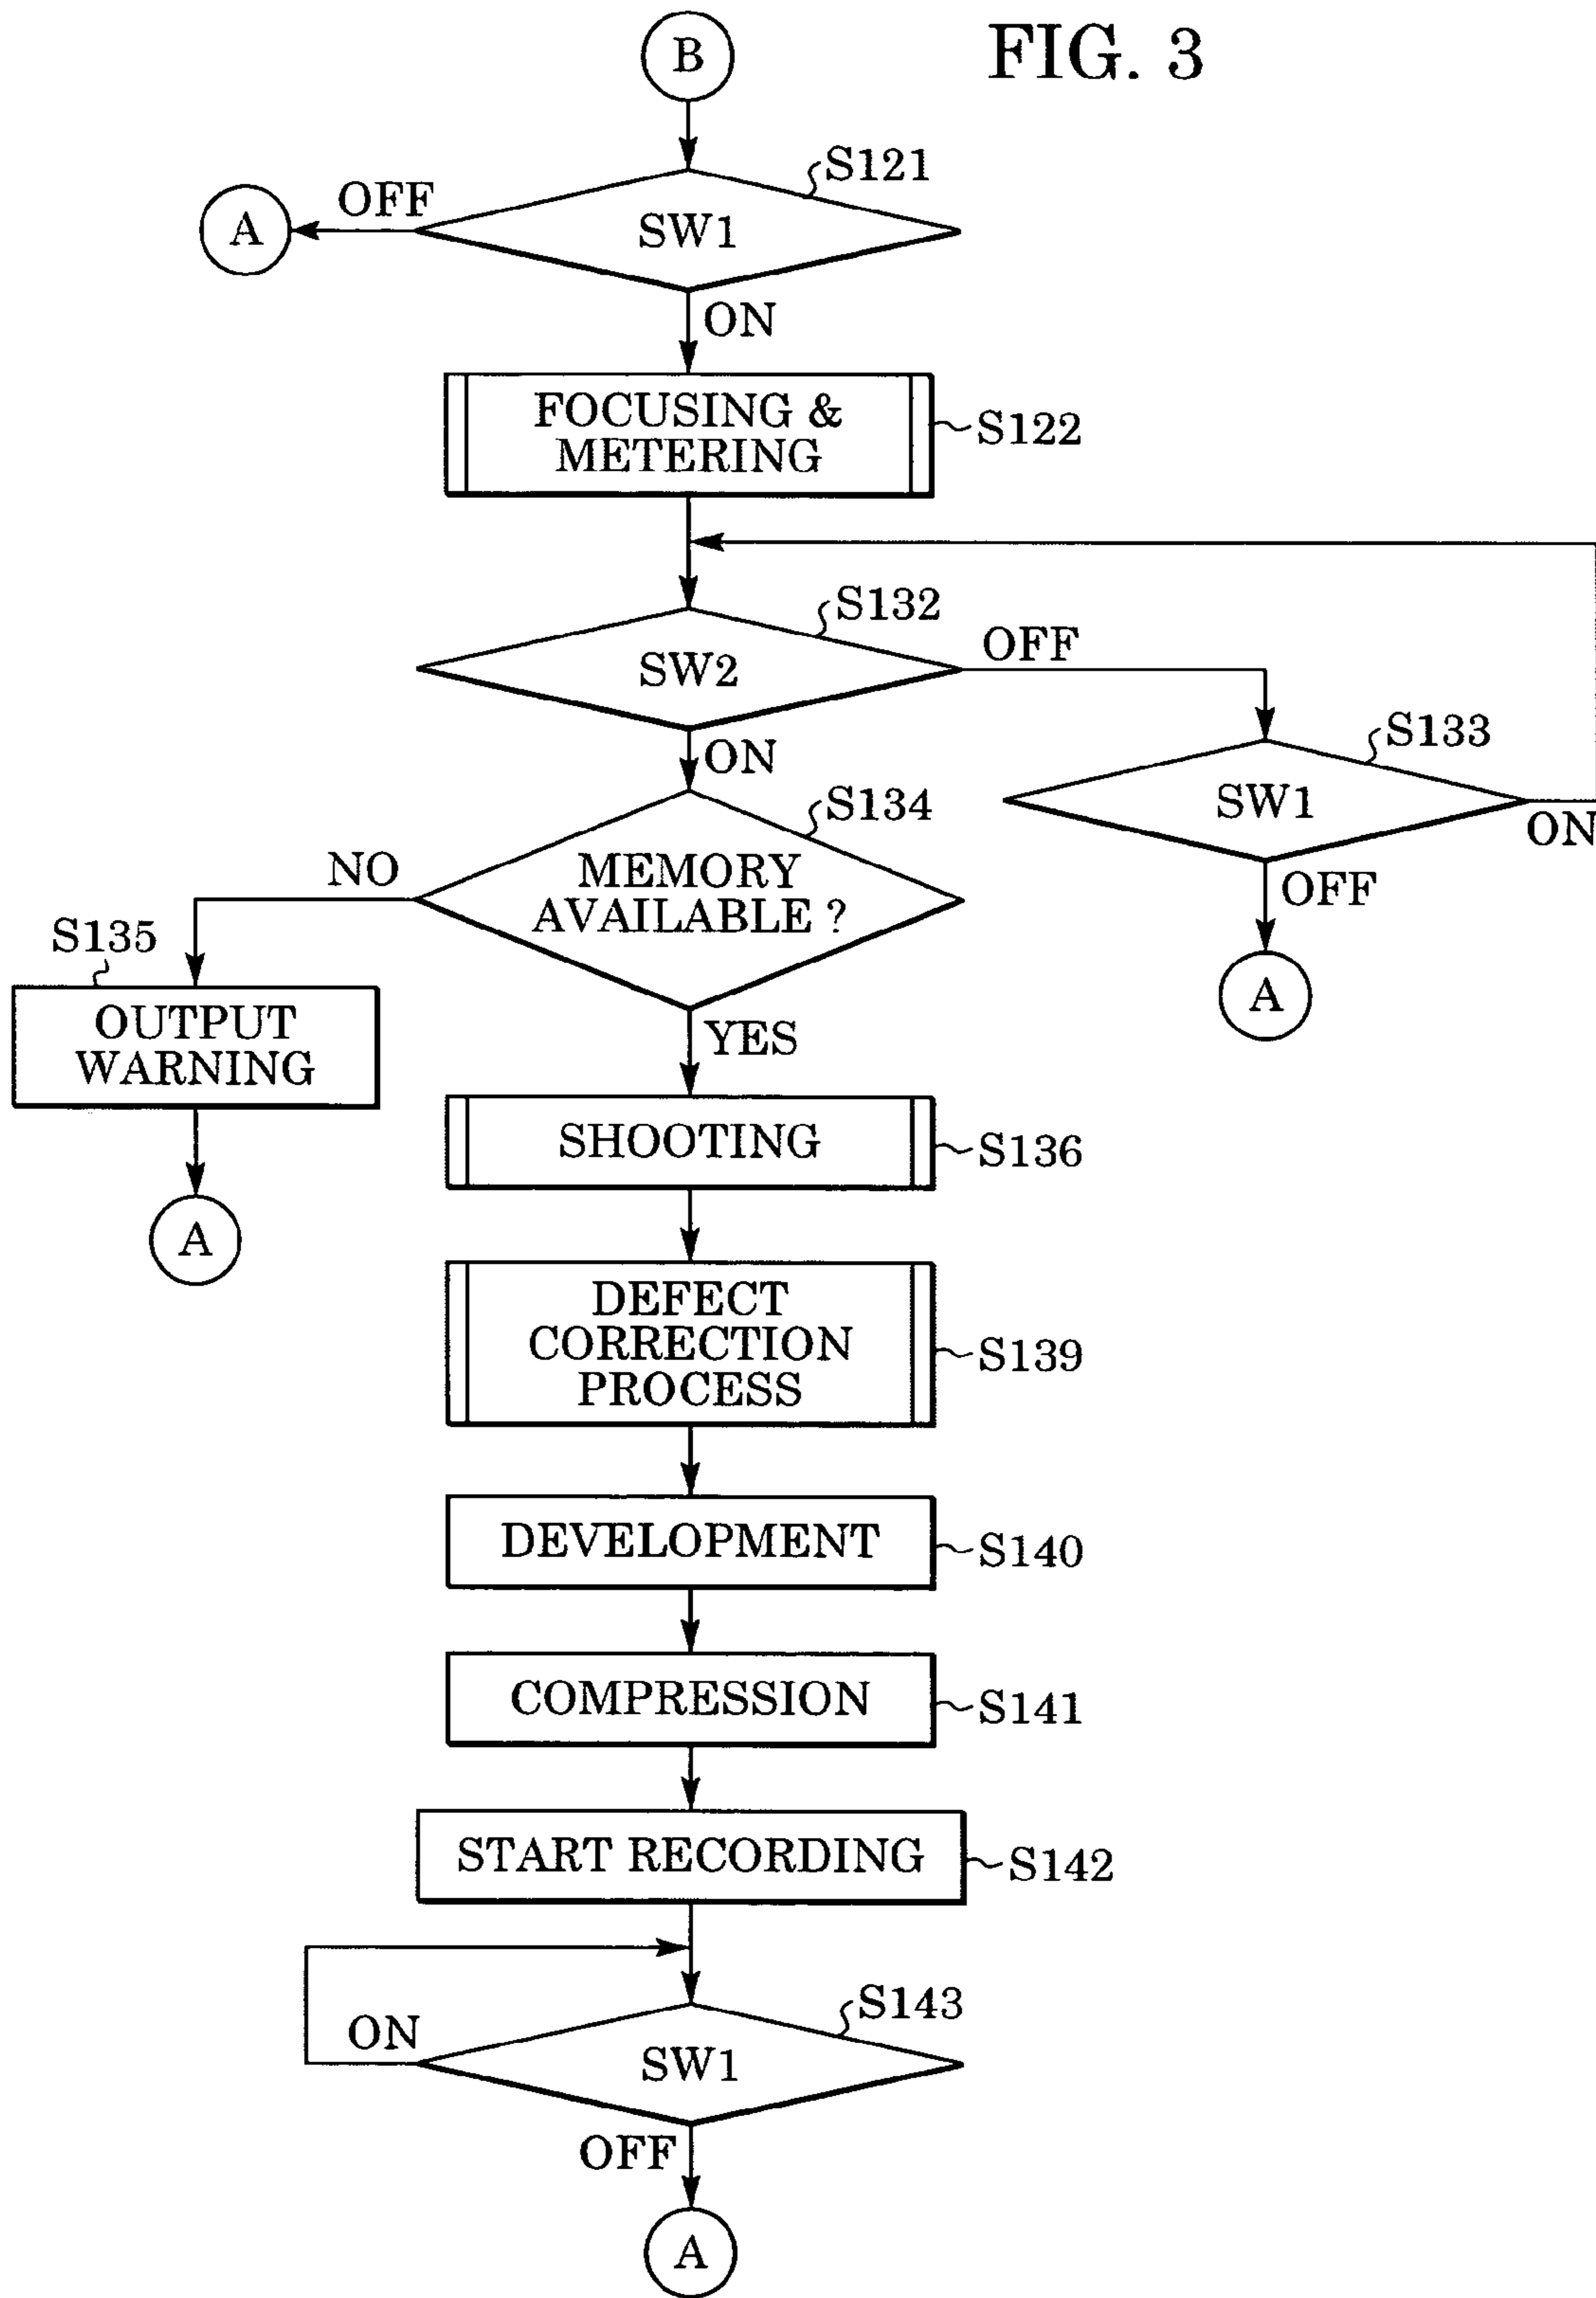 FIG. 3
B
S121
OFF
A
SW1
ON
FOCUSING &
METERING
S122
S132
SW2
OFF
ON
S133
SW1
ON
OFF
A
S134
MEMORY
AVAILABLE ?
NO
S135
OUTPUT
WARNING
A
YES
SHOOTING
S136
DEFECT
CORRECTION
PROCESS
S139
DEVELOPMENT
S140
COMPRESSION
S141
START RECORDING
S142
S143
ON
SW1
OFF
A